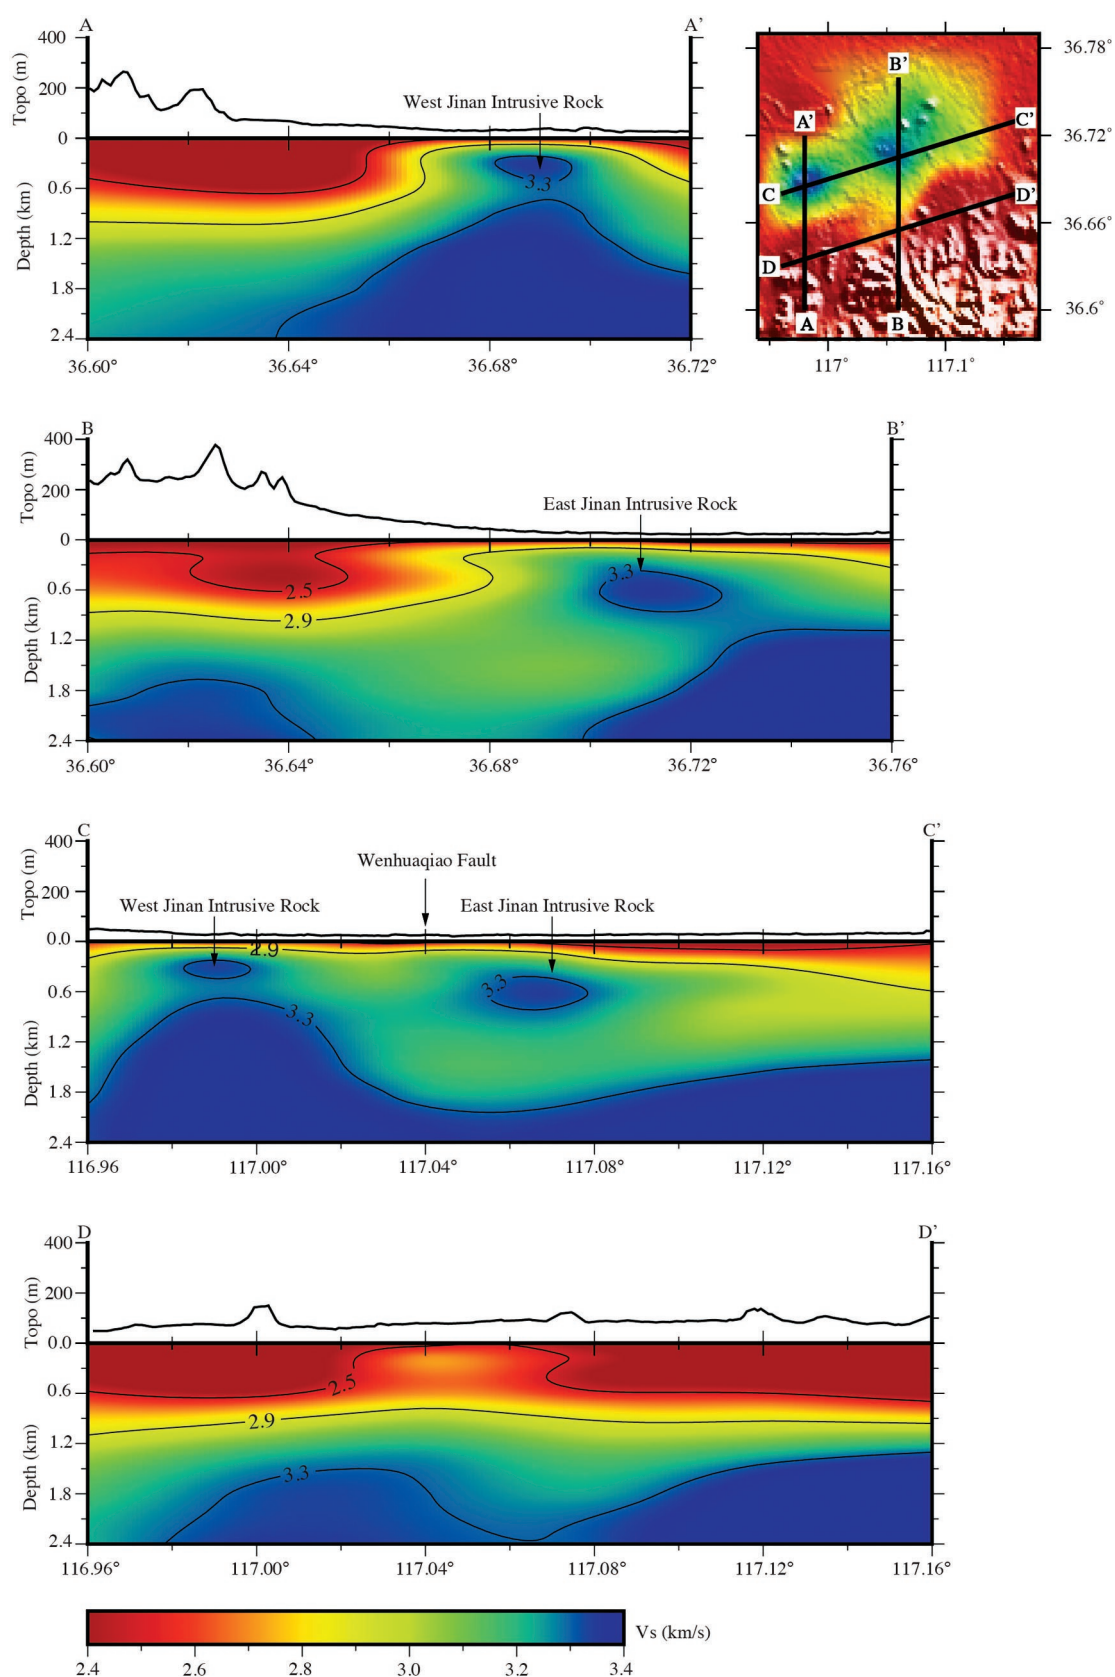 A A’
400
200
0
Topo (m)
West Jinan Intrusive Rock
0.6
1.2
1.8
2.4
Depth (km)
3.3
36.60° 36.64° 36.68° 36.72°
B’
A’
C’
C
D’
D
A B
36.78°
36.72°
36.66°
36.6°
117° 117.1°
B B’
400
200
0
Topo (m)
East Jinan Intrusive Rock
0.6
1.2
1.8
2.4
Depth (km)
3.3
2.5
2.9
36.60° 36.64° 36.68° 36.72° 36.76°
C C’
400
200
0.0
Topo (m)
Wenhuaqiao Fault
West Jinan Intrusive Rock East Jinan Intrusive Rock
0.6
1.2
1.8
2.4
Depth (km)
2.9
3.3
3.3
116.96 117.00° 117.04° 117.08° 117.12° 117.16°
D D’
400
200
0.0
Topo (m)
0.6
1.2
1.8
2.4
Depth (km)
2.5
2.9
3.3
116.96° 117.00° 117.04° 117.08° 117.12° 117.16°
Vs (km/s)
2.4 2.6 2.8 3.0 3.2 3.4